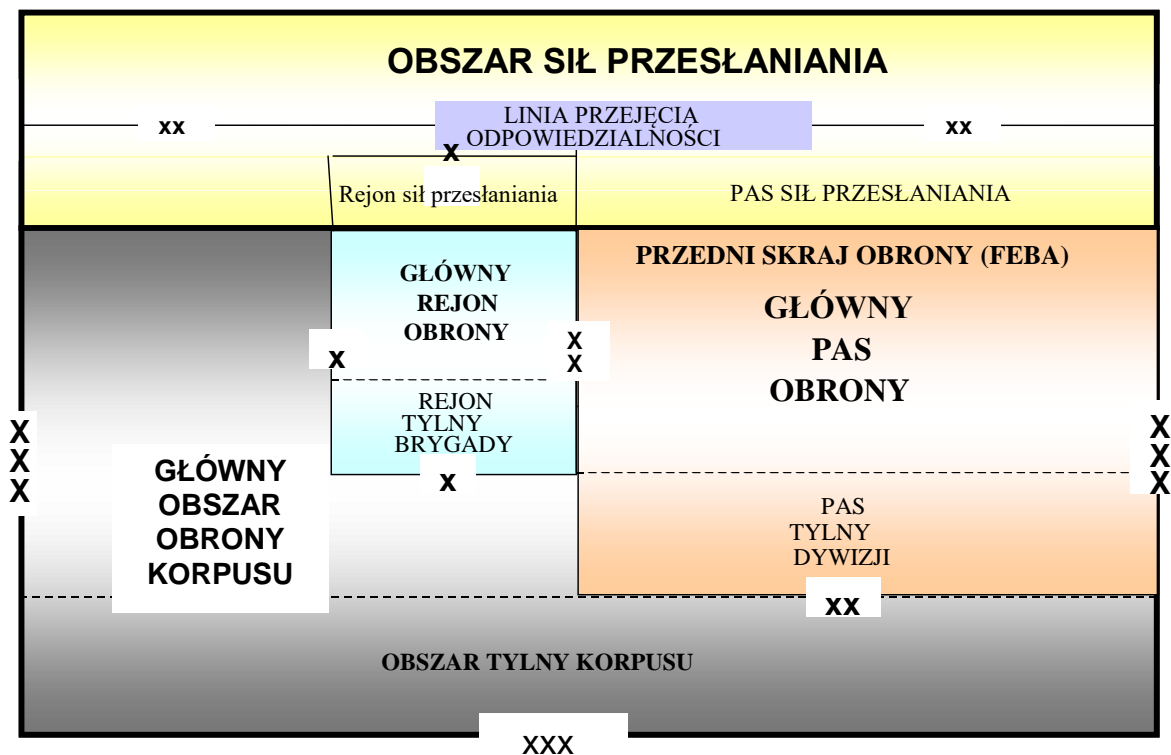 OBSZAR SIŁ PRZESŁANIANIA
LINIA PRZEJĘCIA
ODPOWIEDZIALNOŚCI
xx
xx
x
Rejon sił przesłaniania
PAS SIŁ PRZESŁANIANIA
PRZEDNI SKRAJ OBRONY (FEBA)
GŁÓWNY
REJON
OBRONY
GŁÓWNY
PAS
OBRONY
x
X
X
REJON
TYLNY
BRYGADY
x
X
X
X
X
X
X
GŁÓWNY
OBSZAR
OBRONY
KORPUSU
PAS
TYLNY
DYWIZJI
xx
OBSZAR TYLNY KORPUSU
XXX